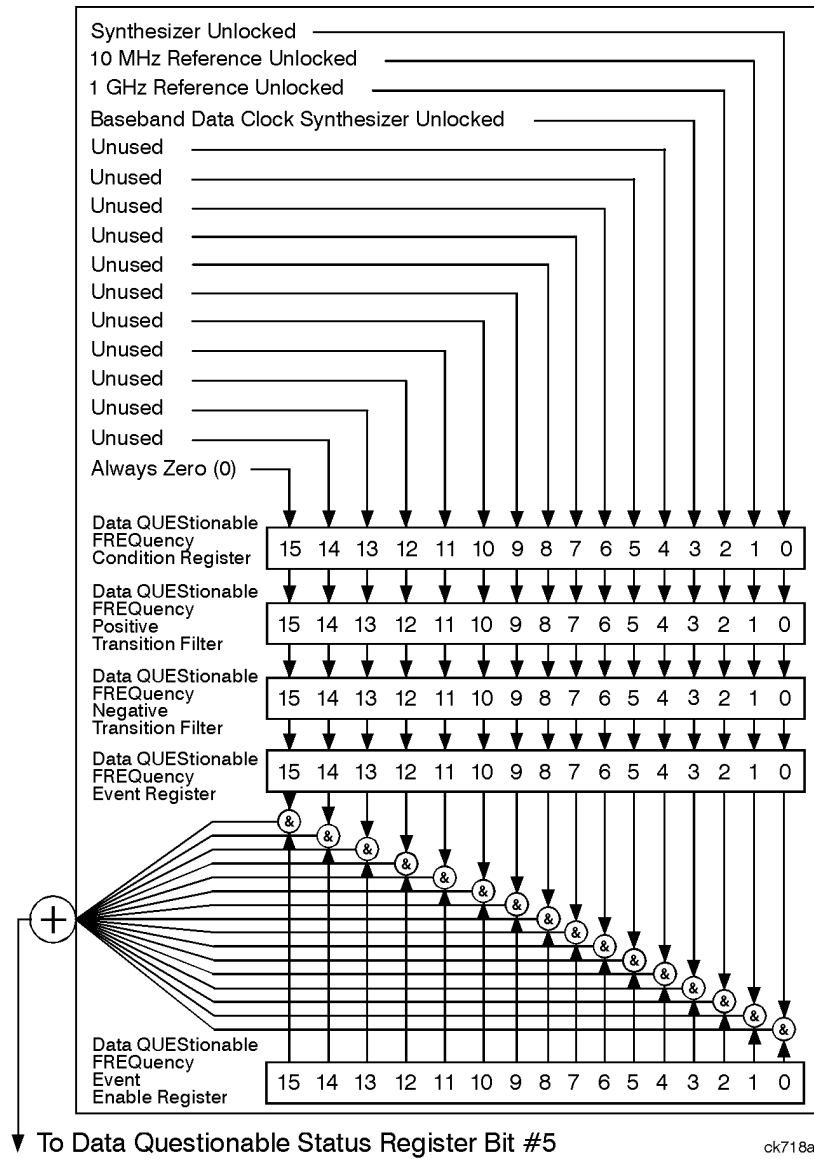 Synthesizer Unlocked
10 MHz Reference Unlocked
1 GHz Reference Unlocked
Baseband Data Clock Synthesizer Unlocked
Unused
Unused
Unused
Unused
Unused
Unused
Unused
Unused
Unused
Unused
Unused
Always Zero (0)
Data QUEStionable
FREQuency
Condition Register
15 14 13 12 11 10 9 8 7 6 5 4 3 2 1 0
Data QUEStionable
FREQuency
Positive
Transition Filter
15 14 13 12 11 10 9 8 7 6 5 4 3 2 1 0
Data QUEStionable
FREQuency
Negative
Transition Filter
15 14 13 12 11 10 9 8 7 6 5 4 3 2 1 0
Data QUEStionable
FREQuency
Event Register
15 14 13 12 11 10 9 8 7 6 5 4 3 2 1 0
& & & & & & & & & & & & & & & &
+
Data QUEStionable
FREQuency
Event
Enable Register
15 14 13 12 11 10 9 8 7 6 5 4 3 2 1 0
To Data Questionable Status Register Bit #5
ck718a